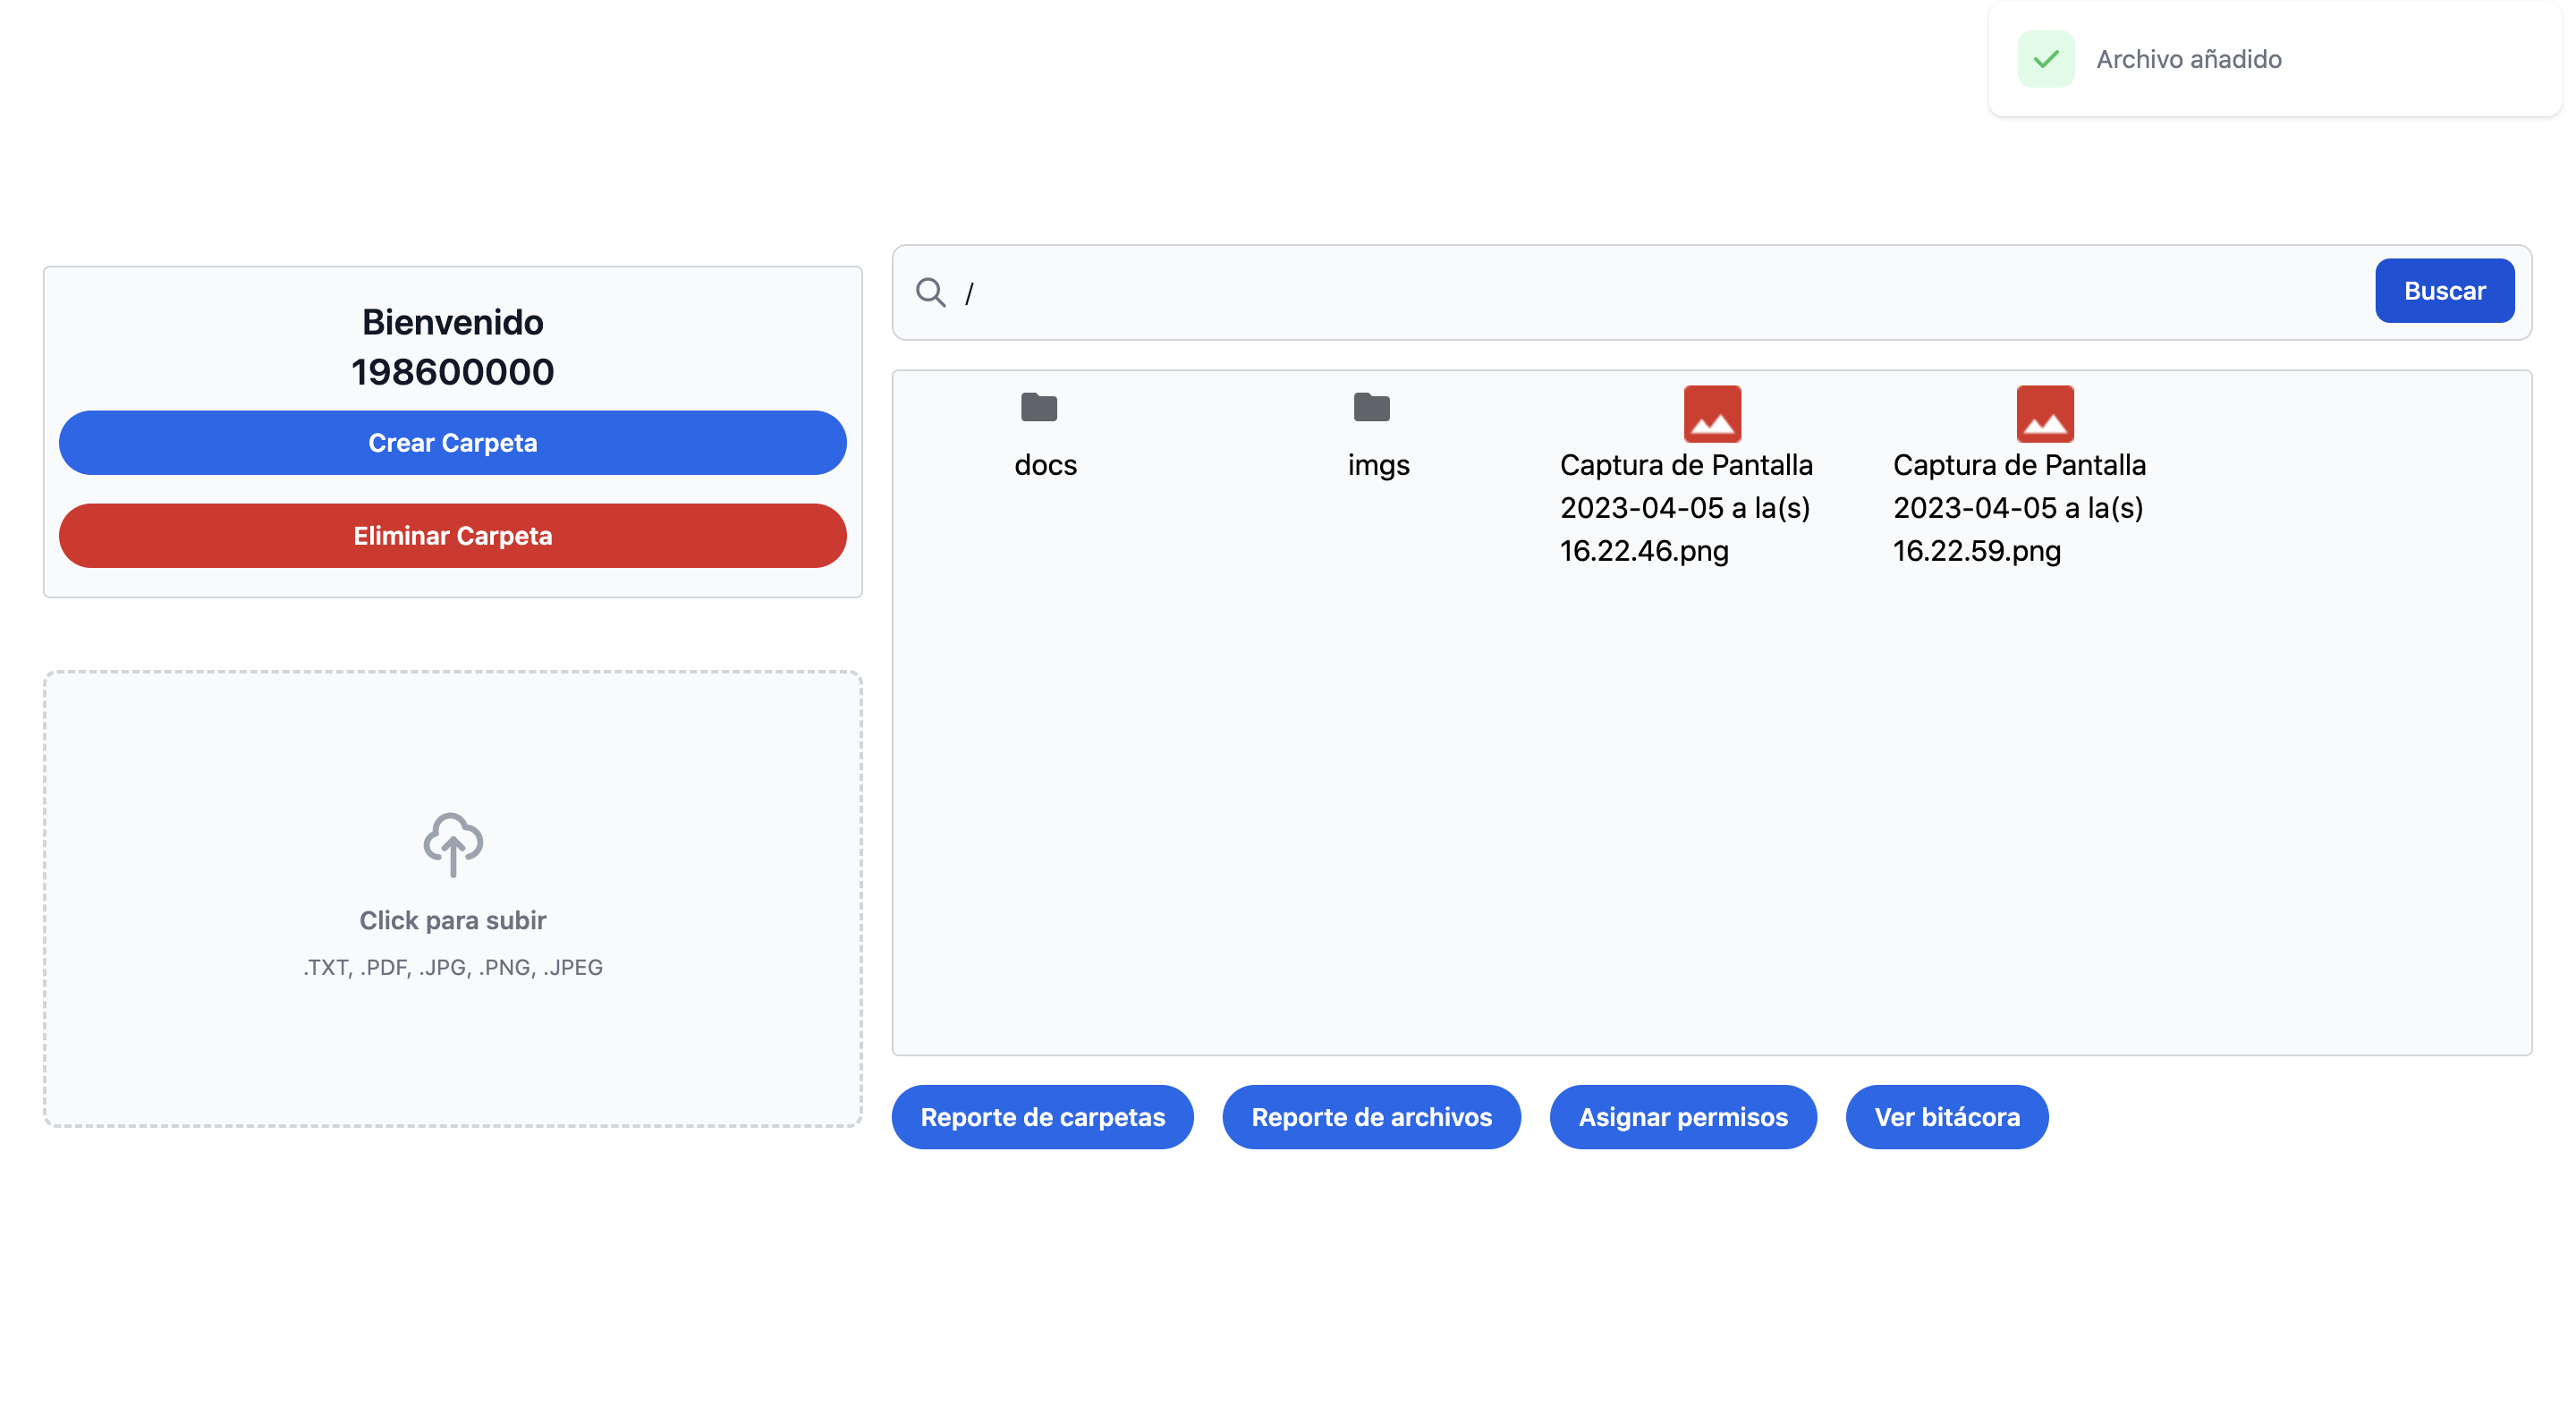 Archivo añadido
Bienvenido
198600000
Crear Carpeta
Eliminar Carpeta
Click para subir
.TXT, .PDF, .JPG, .PNG, .JPEG
/
Buscar
docs
imgs
Captura de Pantalla
2023-04-05 a la(s)
16.22.46.png
Captura de Pantalla
2023-04-05 a la(s)
16.22.59.png
Reporte de carpetas
Reporte de archivos
Asignar permisos
Ver bitácora